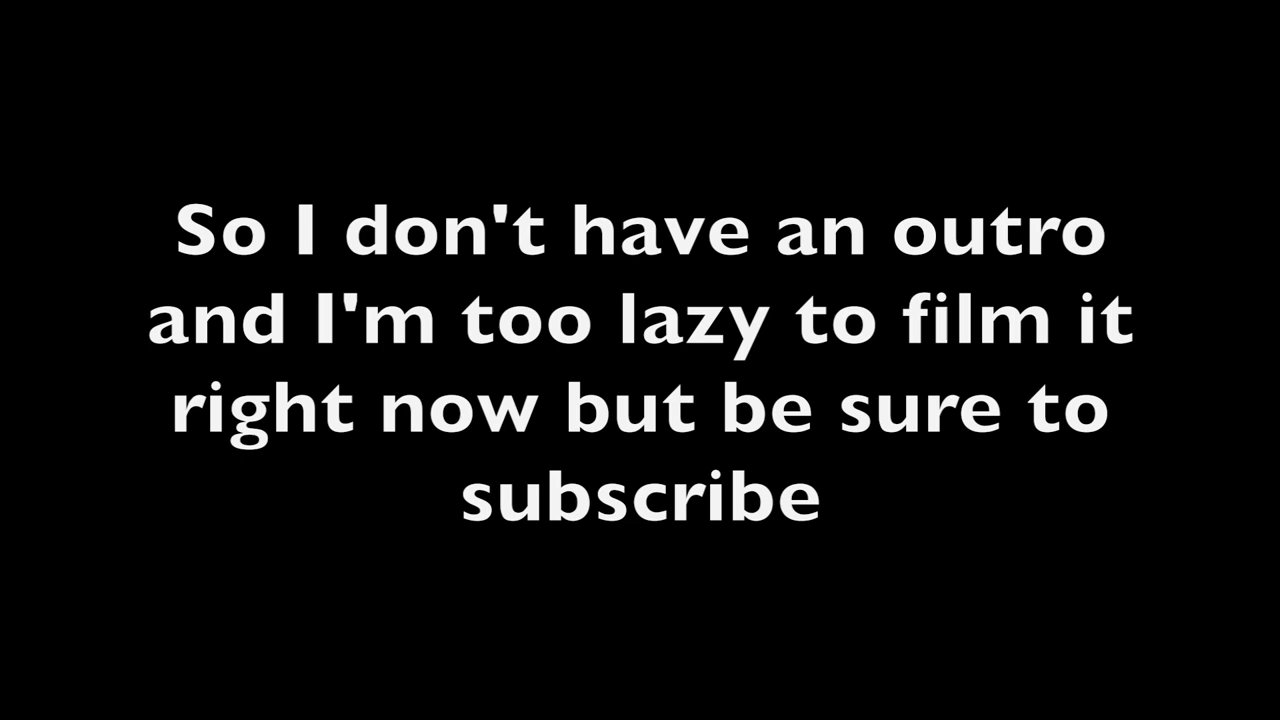 So I don't have an outro
and I'm too lazy to film it
right now but be sure to
subscribe